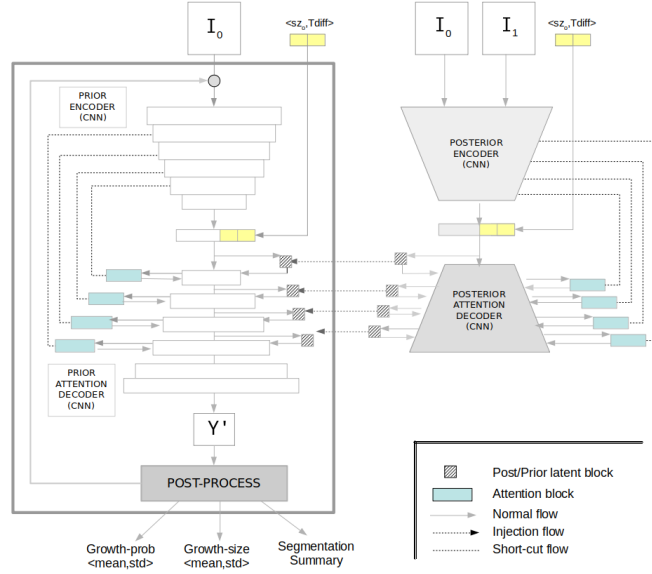 I₀
<sz₀,Tdiff>
I₀
I₁
<sz₀,Tdiff>
PRIOR
ENCODER
(CNN)
POSTERIOR
ENCODER
(CNN)
POSTERIOR
ATTENTION
DECODER
(CNN)
PRIOR
ATTENTION
DECODER
(CNN)
Y'
POST-PROCESS
Growth-prob
<mean,std>
Growth-size
<mean,std>
Segmentation
Summary
Post/Prior latent block
Attention block
Normal flow
Injection flow
Short-cut flow